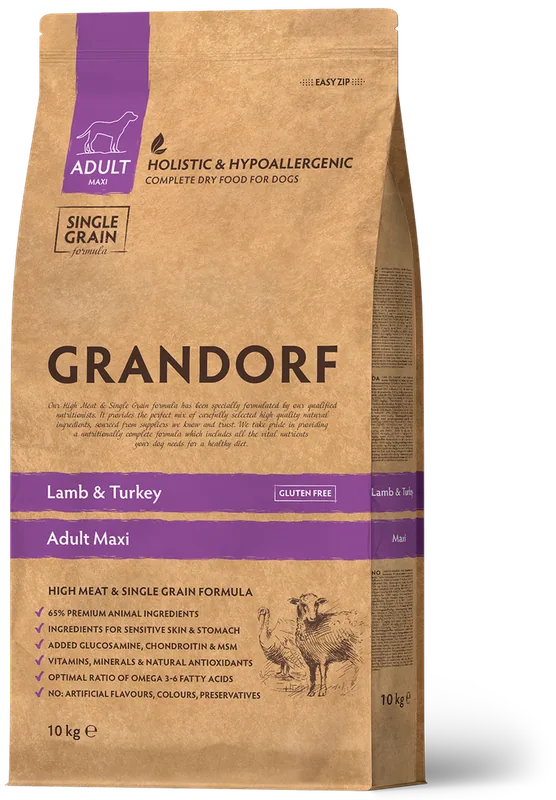 EASY ZIP
ADULT
MAXI
HOLISTIC & HYPOALLERGENIC
COMPLETE DRY FOOD FOR DOGS
SINGLE
GRAIN
formula
GRANDORF
Our High Meat & Single Grain formula has been specially formulated by our qualified
nutritionists. It provides the perfect mix of carefully selected high quality natural
ingredients, sourced from suppliers we know and trust. We take pride in providing
a nutritionally complete formula which includes all the vital nutrients
your dog needs for a healthy diet.
Lamb & Turkey
GLUTEN FREE
Lamb & Turkey
Adult Maxi
Maxi
HIGH MEAT & SINGLE GRAIN FORMULA
65% PREMIUM ANIMAL INGREDIENTS
INGREDIENTS FOR SENSITIVE SKIN & STOMACH
ADDED GLUCOSAMINE, CHONDROITIN & MSM
VITAMINS, MINERALS & NATURAL ANTIOXIDANTS
OPTIMAL RATIO OF OMEGA 3-6 FATTY ACIDS
NO: ARTIFICIAL FLAVOURS, COLOURS, PRESERVATIVES
10 kg ℮
10 kg ℮